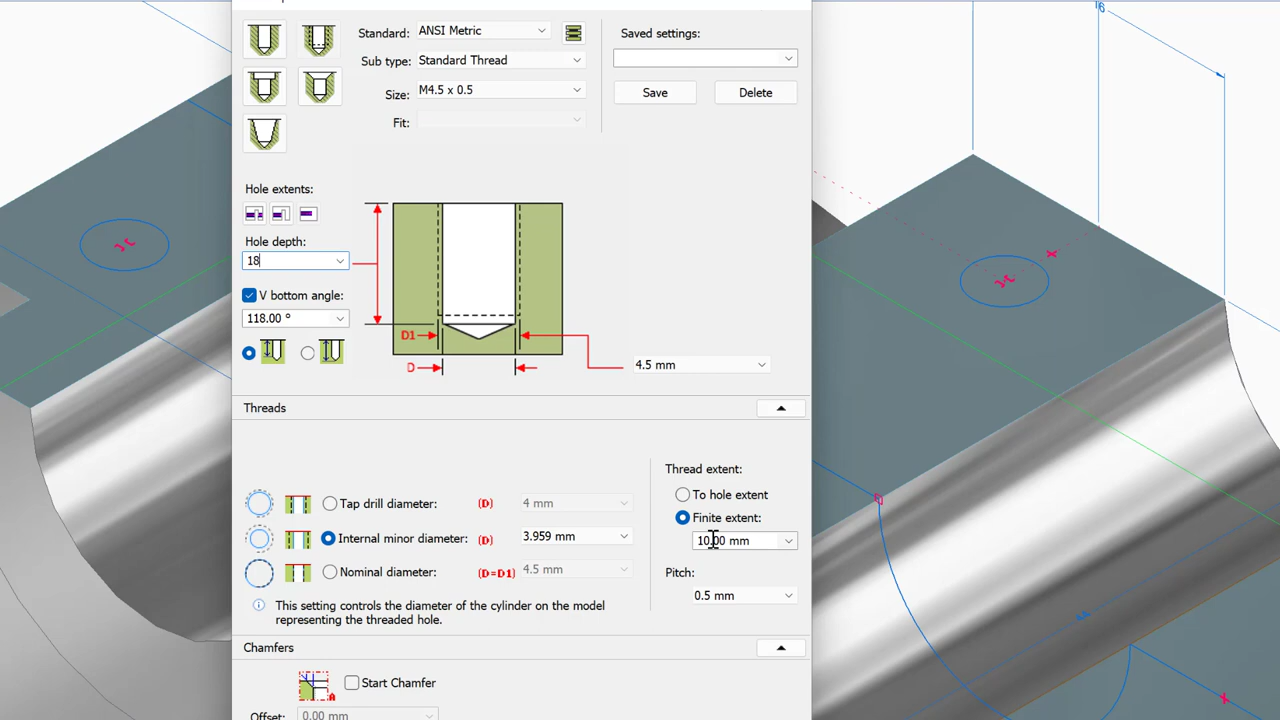 Standard: ANSI Metric
Saved settings:
Sub type: Standard Thread
Size: M4.5 x 0.5
Save Delete
Fit:
Hole extents:
Hole depth:
18
V bottom angle:
118.00 °
D1
D
4.5 mm
Threads
Thread extent:
To hole extent
Tap drill diameter: (D) 4 mm
Finite extent:
Internal minor diameter: (D) 3.959 mm
10.00 mm
Nominal diameter: (D=D1) 4.5 mm
Pitch:
0.5 mm
This setting controls the diameter of the cylinder on the model
representing the threaded hole.
Chamfers
Start Chamfer
Offset: 0.00 mm